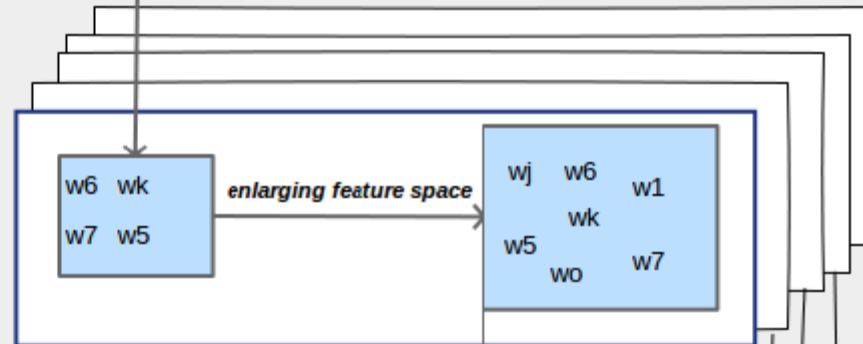 w6 wk
w7 w5
enlarging feature space
wj w6 w1
wk
w5 w7
wo